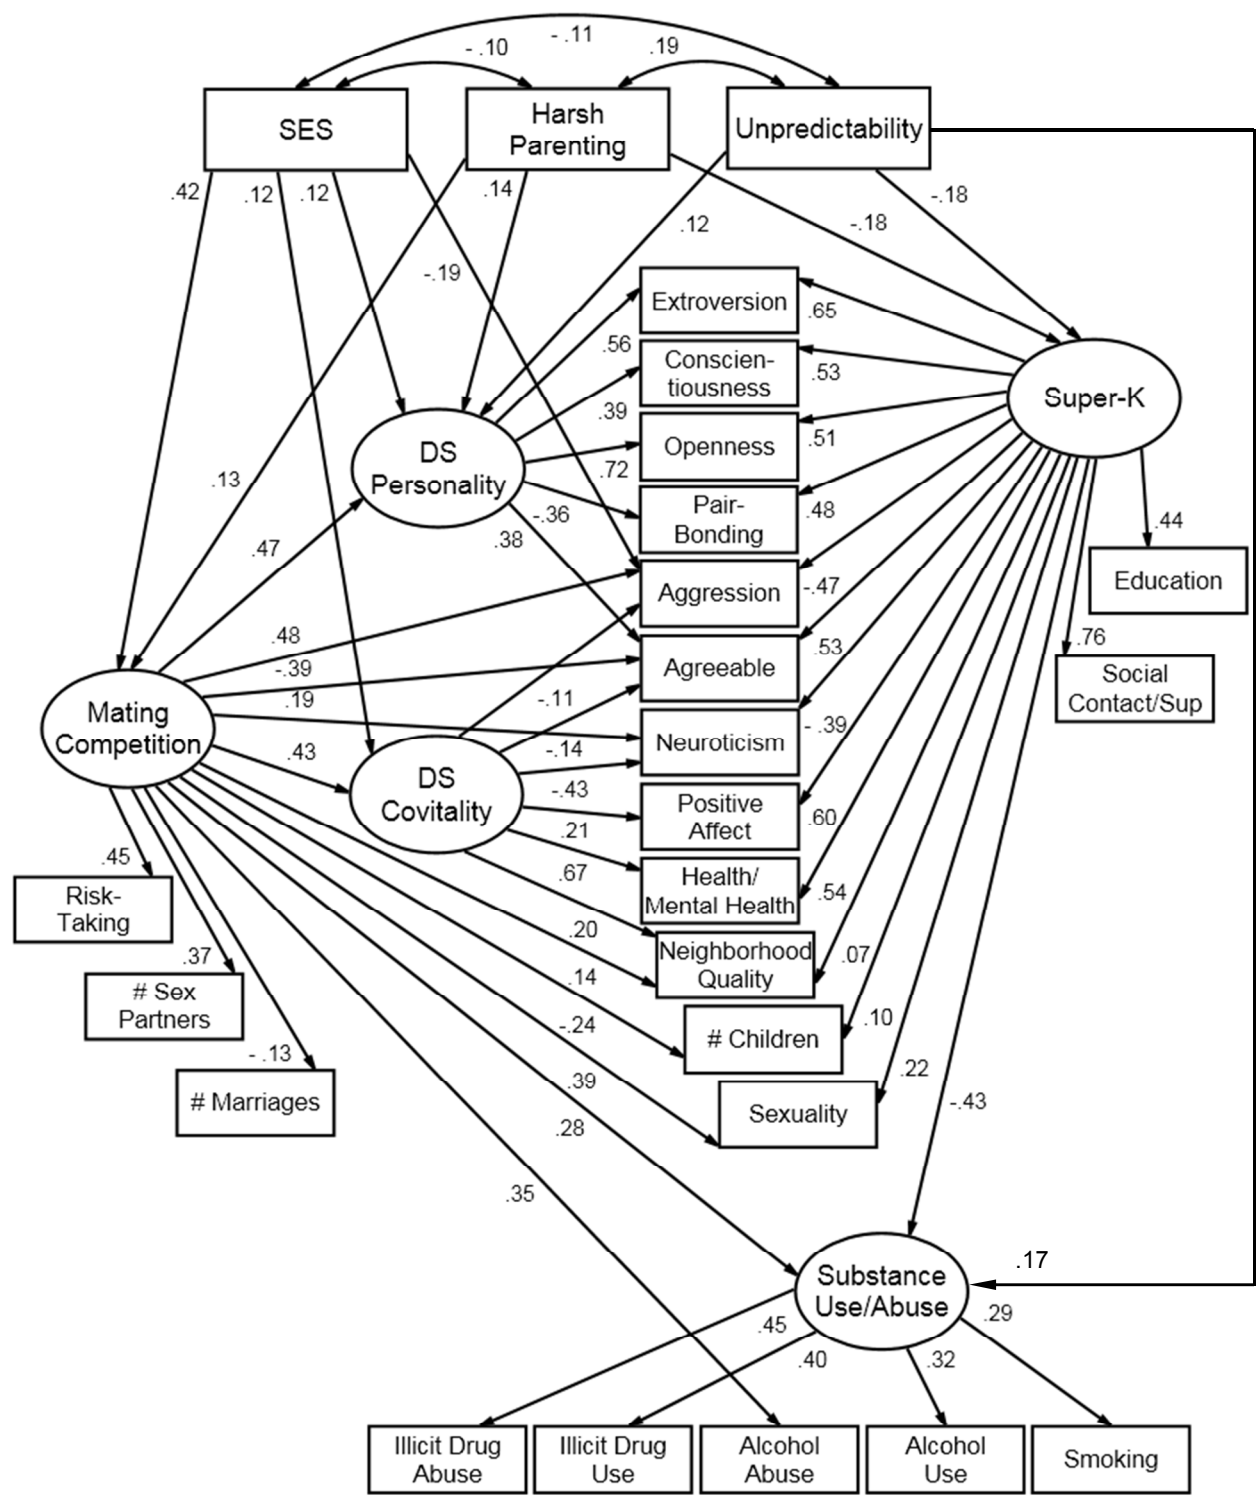 - .11
- .10
.19
SES
Harsh
Parenting
Unpredictability
.42
.12
.12
.14
-.18
.12
-.18
-.19
Extroversion
.65
.56
Conscien-
tiousness
.53
Super-K
.39
Openness
.51
DS
Personality
.72
.13
Pair-
Bonding
.48
-.36
.44
.38
.47
Aggression
-.47
Education
.48
.76
-.39
Agreeable
.53
Social
Contact/Sup
.19
-.11
Mating
Competition
Neuroticism
- .39
.43
-.14
DS
Covitality
-.43
Positive
Affect
.60
.21
.45
.67
Health/
Mental Health
.54
Risk-
Taking
.20
Neighborhood
Quality
.07
.37
.14
# Sex
Partners
-.24
# Children
.10
- .13
.39
.22
# Marriages
Sexuality
-.43
.28
.35
.17
Substance
Use/Abuse
.45
.29
.40
.32
Illicit Drug
Abuse
Illicit Drug
Use
Alcohol
Abuse
Alcohol
Use
Smoking